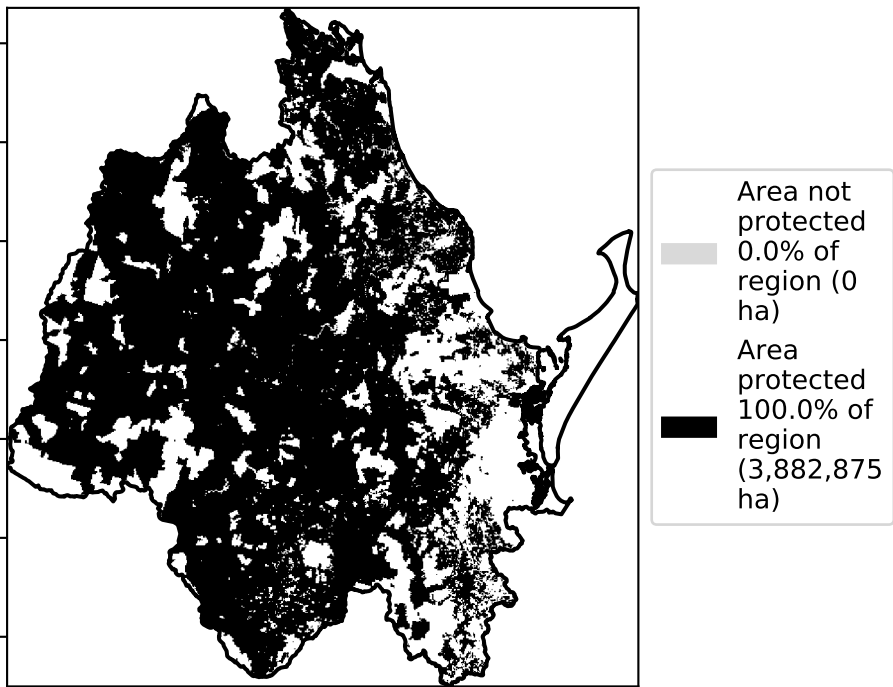 Area not
protected
0.0% of
region (0
ha)
Area
protected
100.0% of
region
(3,882,875
ha)